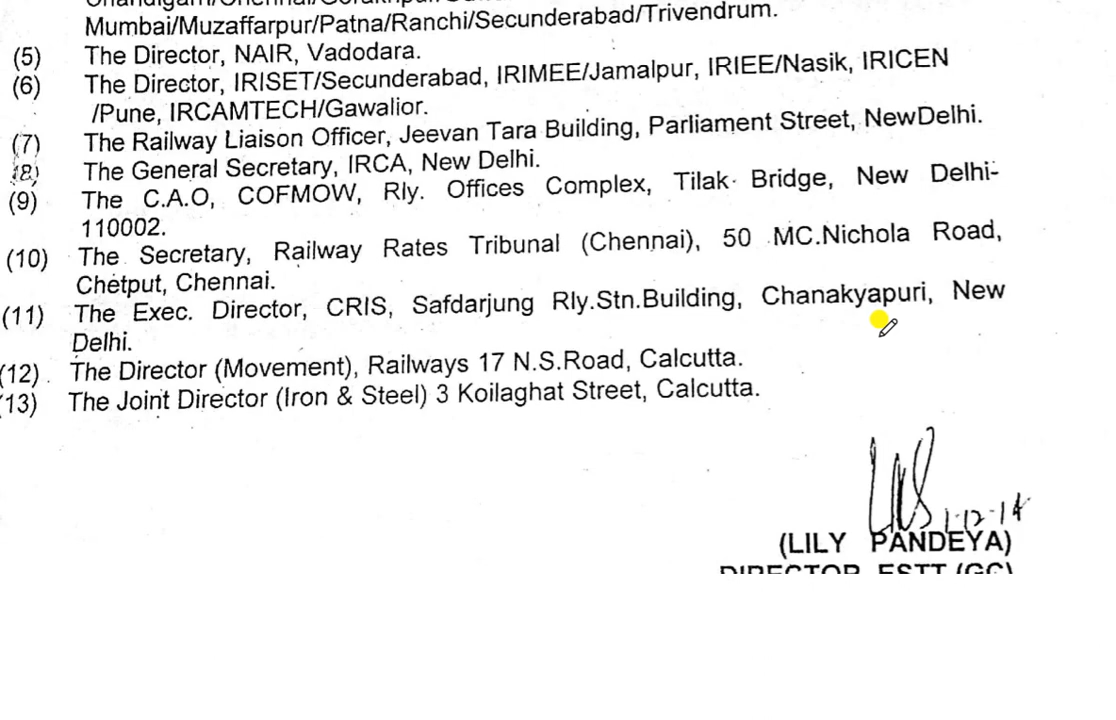 Mumbai/Muzaffarpur/Patna/Ranchi/Secunderabad/Trivendrum.
(5) The Director, NAIR, Vadodara.
(6) The Director, IRISET/Secunderabad, IRIMEE/Jamalpur, IRIEE/Nasik, IRICEN
/Pune, IRCAMTECH/Gawalior.
(7) The Railway Liaison Officer, Jeevan Tara Building, Parliament Street, NewDelhi.
(8) The General Secretary, IRCA, New Delhi.
(9) The C.A.O, COFMOW, Rly. Offices Complex, Tilak Bridge, New Delhi-
110002.
(10) The Secretary, Railway Rates Tribunal (Chennai), 50 MC.Nichola Road,
Chetput, Chennai.
(11) The Exec. Director, CRIS, Safdarjung Rly.Stn.Building, Chanakyapuri, New
Delhi.
(12) The Director (Movement), Railways 17 N.S.Road, Calcutta.
(13) The Joint Director (Iron & Steel) 3 Koilaghat Street, Calcutta.
1-12-14
(LILY PANDEYA)
DIRECTOR ESTT (GC)